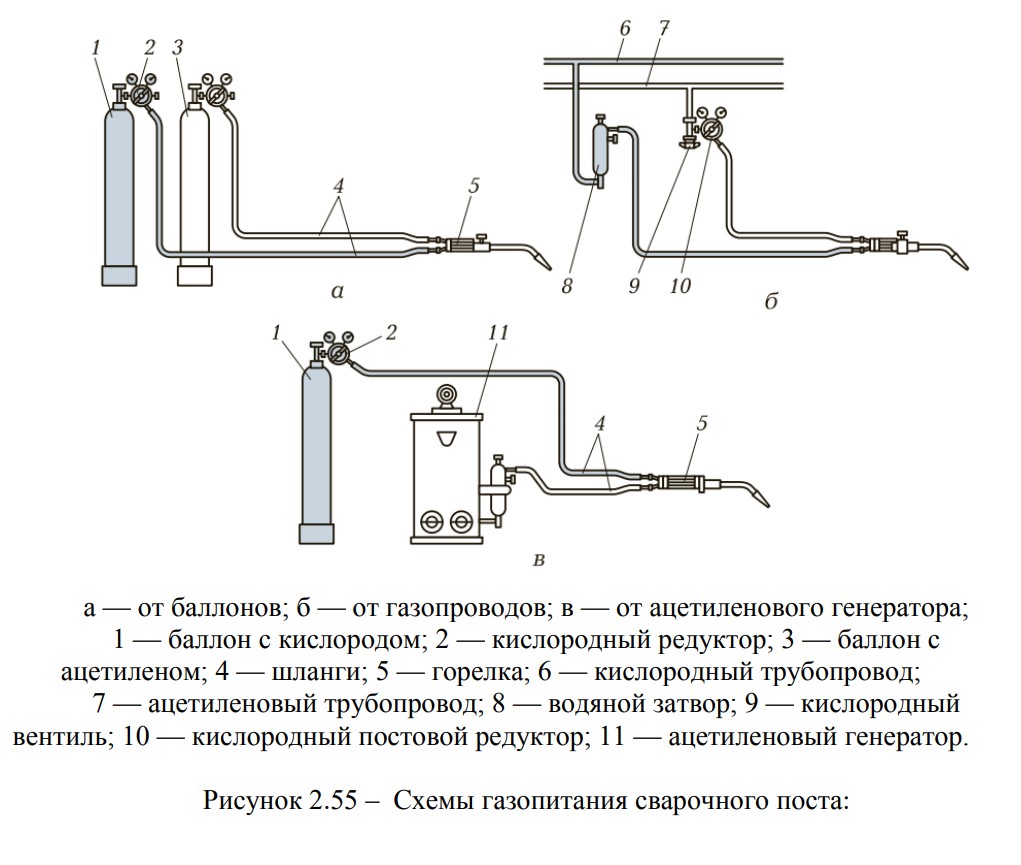 1 2 3
6 7
4 5
8 9 10
а
б
1 2 11
4 5
в
а — от баллонов; б — от газопроводов; в — от ацетиленового генератора;
1 — баллон с кислородом; 2 — кислородный редуктор; 3 — баллон с
ацетиленом; 4 — шланги; 5 — горелка; 6 — кислородный трубопровод;
7 — ацетиленовый трубопровод; 8 — водяной затвор; 9 — кислородный
вентиль; 10 — кислородный постовой редуктор; 11 — ацетиленовый генератор.
Рисунок 2.55 – Схемы газопитания сварочного поста: